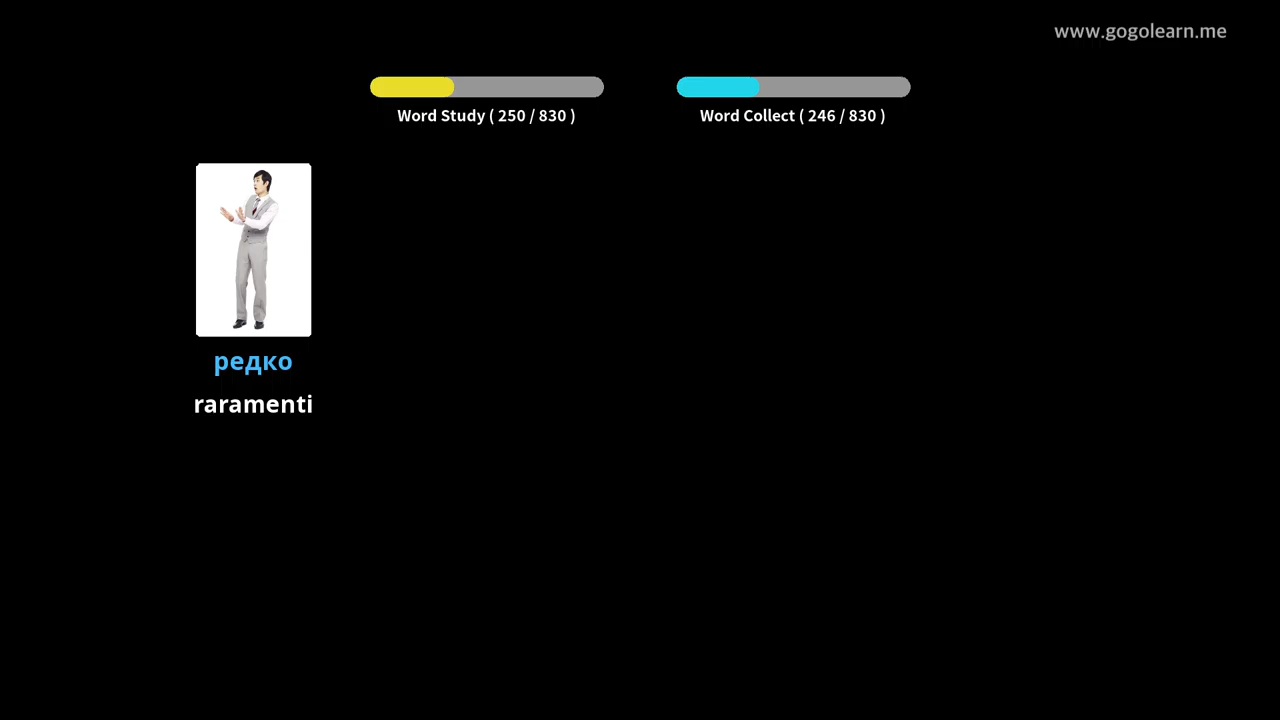 www.gogolearn.me
Word Study ( 250 / 830 )
Word Collect ( 246 / 830 )
редко
raramenti